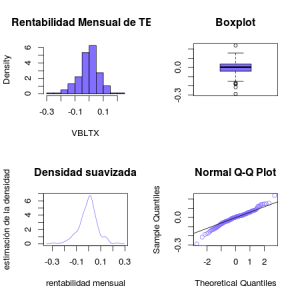 Rentabilidad Mensual de TE
Density
0 2 4 6
-0.3 -0.1 0.1
VBLTX
Boxplot
-0.3 0.0
Densidad suavizada
estimación de la densidad
0 2 4 6
-0.3 -0.1 0.1 0.3
rentabilidad mensual
Normal Q-Q Plot
Sample Quantiles
-0.3 0.0
-2 0 1 2
Theoretical Quantiles